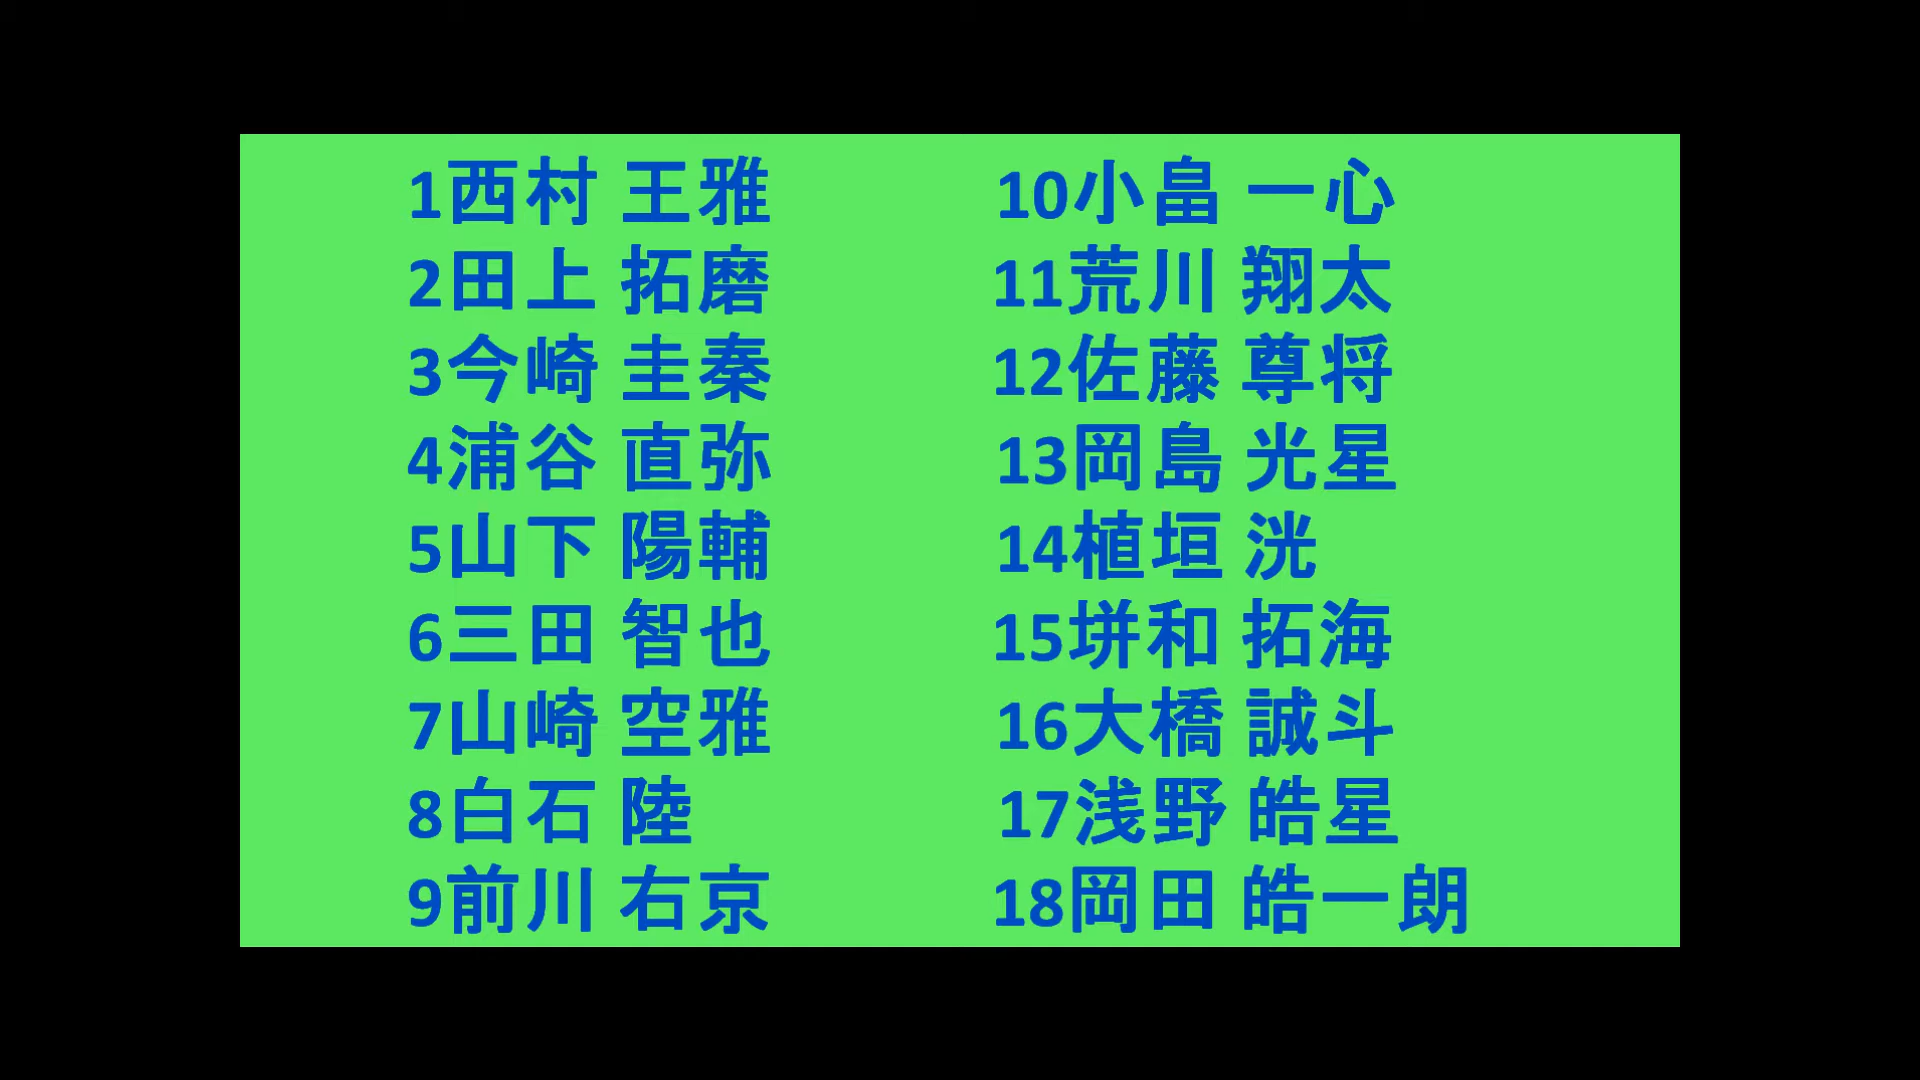 1西村 王雅
2田上 拓磨
3今崎 圭秦
4浦谷 直弥
5山下 陽輔
6三田 智也
7山崎 空雅
8白石 陸
9前川 右京
10小畠 一心
11荒川 翔太
12佐藤 尊将
13岡島 光星
14植垣 洸
15垪和 拓海
16大橋 誠斗
17浅野 皓星
18岡田 皓一朗